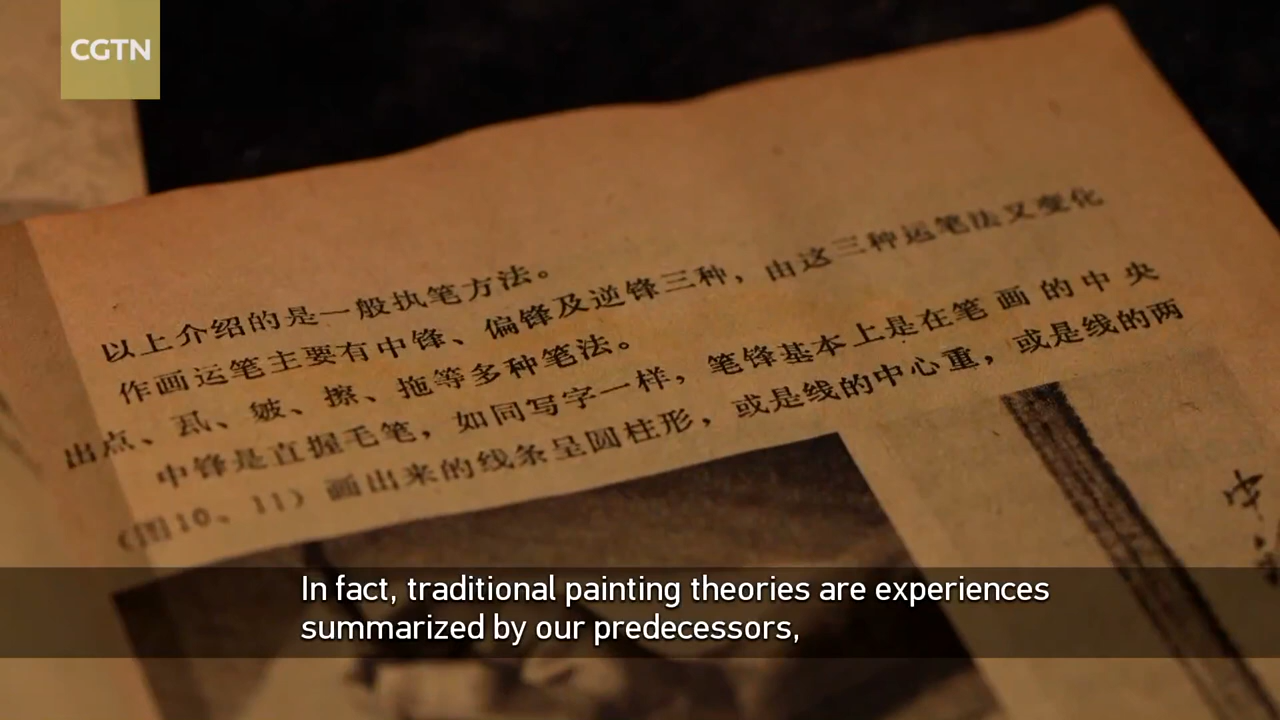 CGTN
以上介绍的是一般执笔方法。
作画运笔主要有中锋、偏锋及逆锋三种，由这三种运笔法又变化
出点、厾、皴、擦、拖等多种笔法。
中锋是直握毛笔，如同写字一样，笔锋基本上是在笔画的中央
（图10、11）画出来的线条呈圆柱形，或是线的中心重，或是线的两
中
In fact, traditional painting theories are experiences
summarized by our predecessors,